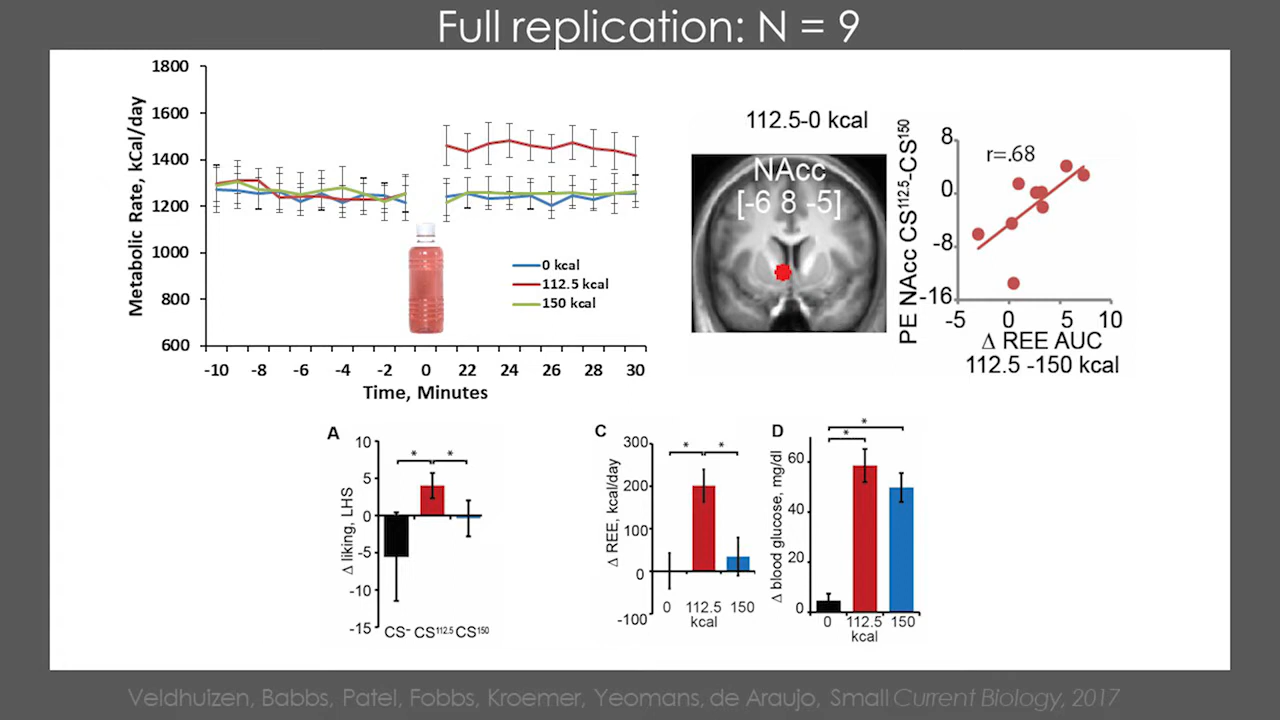 Full replication: N = 9
1800
1600
1400
1200
1000
800
600
Metabolic Rate, kCal/day
0 kcal
112.5 kcal
150 kcal
-10 -8 -6 -4 -2 0 22 24 26 28 30
Time, Minutes
112.5-0 kcal
NAcc
[-6 8 -5]
PE NAcc CS112.5-CS150
8
0
-8
-16
r=.68
-5 0 5 10
Δ REE AUC
112.5 -150 kcal
A
10
5
0
-5
-10
-15
Δ liking, LHS
* *
CS- CS112.5 CS150
C
300
200
100
0
-100
Δ REE, kcal/day
* *
0 112.5 150
kcal
D
60
40
20
0
Δ blood glucose, mg/dl
*
*
0 112.5 150
kcal
Veldhuizen, Babbs, Patel, Fobbs, Kroemer, Yeomans, de Araujo, Small Current Biology, 2017